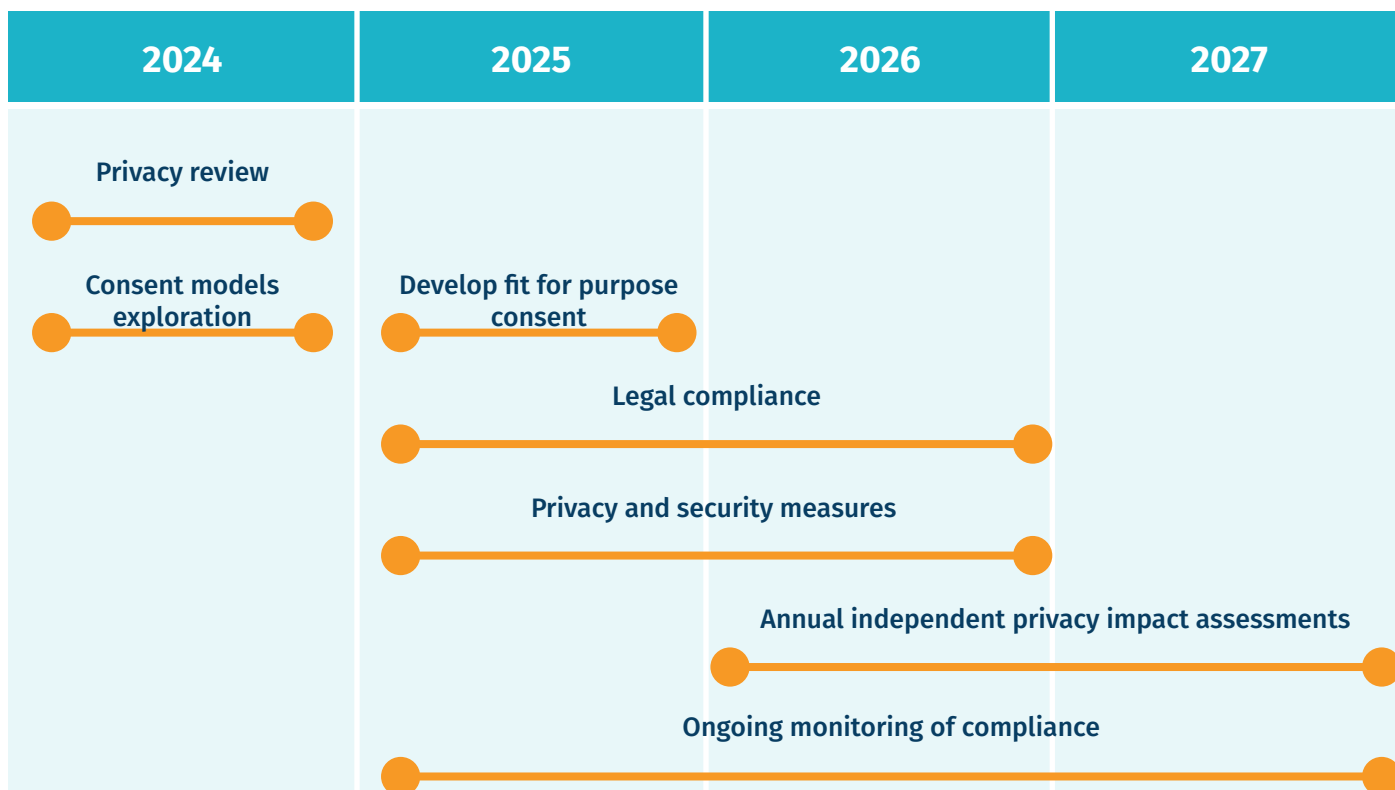 2024
2025
2026
2027
Privacy review
Consent models
exploration
Develop fit for purpose
consent
Legal compliance
Privacy and security measures
Annual independent privacy impact assessments
Ongoing monitoring of compliance